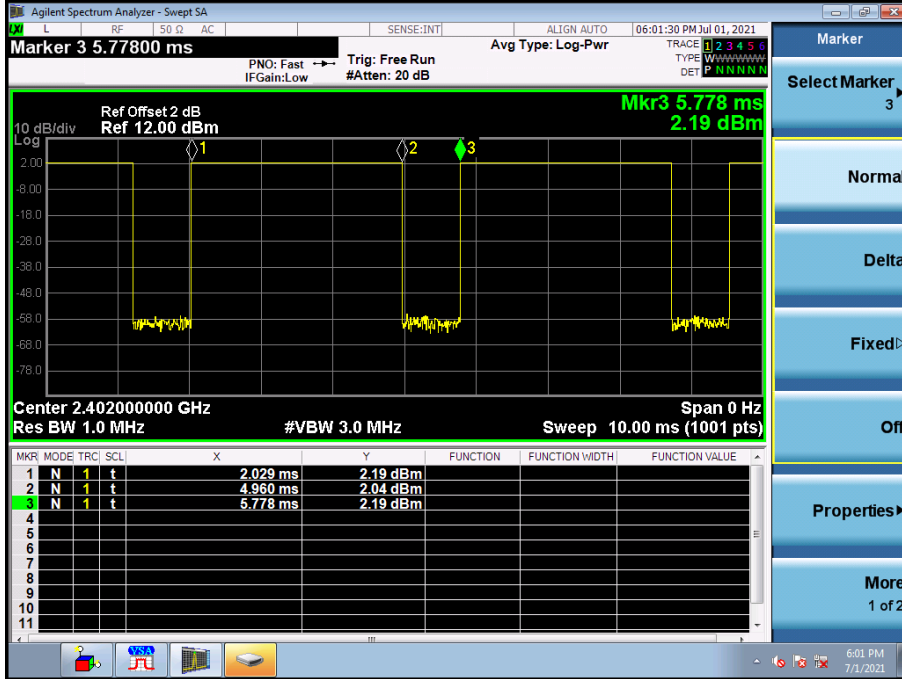 Agilent Spectrum Analyzer - Swept SA
LXI L RF 50 Ω AC SENSE:INT ALIGN AUTO 06:01:30 PM Jul 01, 2021
Marker 3 5.77800 ms
PNO: Fast
IFGain:Low
Trig: Free Run
#Atten: 20 dB
Avg Type: Log-Pwr
TRACE 1 2 3 4 5 6
TYPE WWWWWW
DET P N N N N N
Marker
Select Marker
3
Normal
Delta
Fixed
Off
Properties
More
1 of 2
Mkr3 5.778 ms
2.19 dBm
Ref Offset 2 dB
10 dB/div Ref 12.00 dBm
Log
1 2 3
2.00
-8.00
-18.0
-28.0
-38.0
-48.0
-58.0
-68.0
-78.0
Center 2.402000000 GHz Span 0 Hz
Res BW 1.0 MHz #VBW 3.0 MHz Sweep 10.00 ms (1001 pts)
MKR MODE TRC SCL X Y FUNCTION FUNCTION WIDTH FUNCTION VALUE
1 N 1 t 2.029 ms 2.19 dBm
2 N 1 t 4.960 ms 2.04 dBm
3 N 1 t 5.778 ms 2.19 dBm
4
5
6
7
8
9
10
11
VSA
6:01 PM
7/1/2021